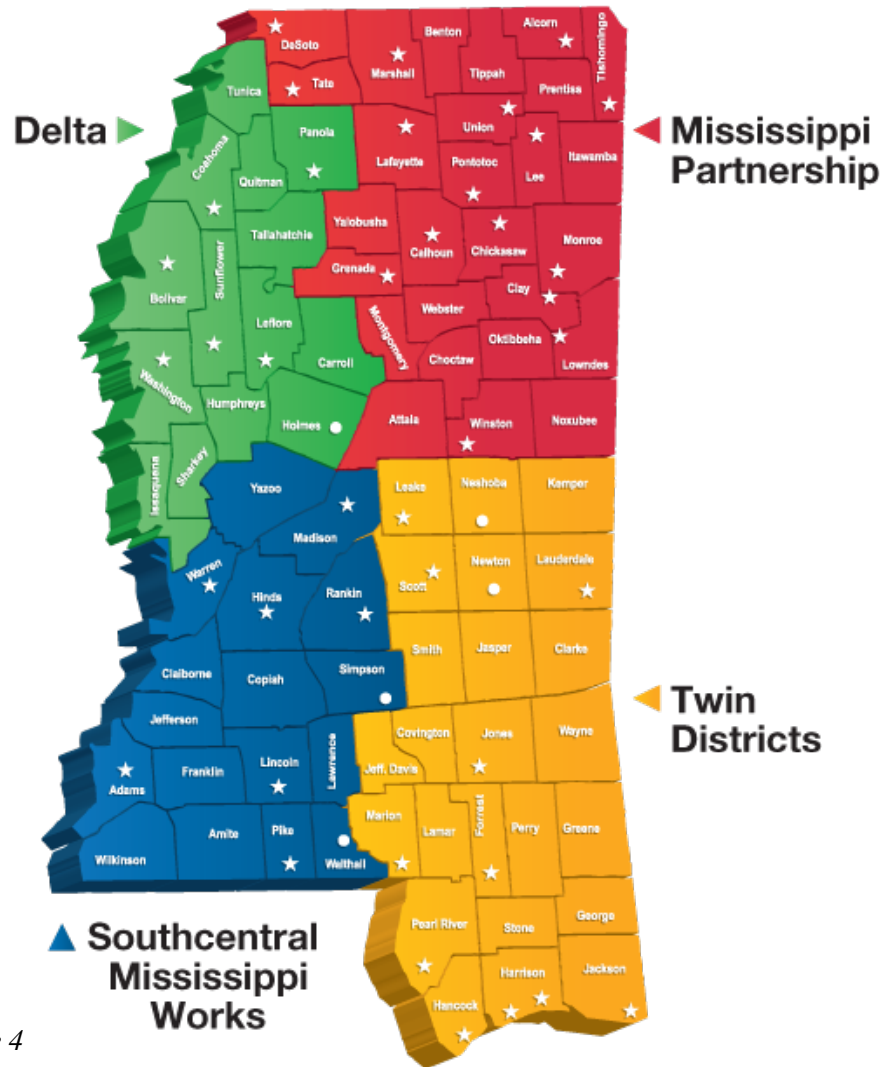 DeSoto
Tate
Marshall
Benton
Tippah
Alcorn
Tishomingo
Prentiss
Tunica
Panola
Lafayette
Union
Pontotoc
Lee
Itawamba
Delta
Mississippi
Partnership
Coahoma
Quitman
Tallahatchie
Yalobusha
Grenada
Calhoun
Chickasaw
Monroe
Clay
Bolivar
Sunflower
Leflore
Carroll
Montgomery
Webster
Choctaw
Oktibbeha
Lowndes
Washington
Humphreys
Holmes
Attala
Winston
Noxubee
Issaquena
Sharkey
Yazoo
Madison
Leake
Neshoba
Kemper
Warren
Hinds
Rankin
Scott
Newton
Lauderdale
Claiborne
Copiah
Simpson
Smith
Jasper
Clarke
Jefferson
Adams
Franklin
Lincoln
Lawrence
Jeff. Davis
Covington
Jones
Wayne
Twin
Districts
Wilkinson
Amite
Pike
Walthall
Marion
Lamar
Forrest
Perry
Greene
Pearl River
Stone
George
Hancock
Harrison
Jackson
Southcentral
Mississippi
Works
4